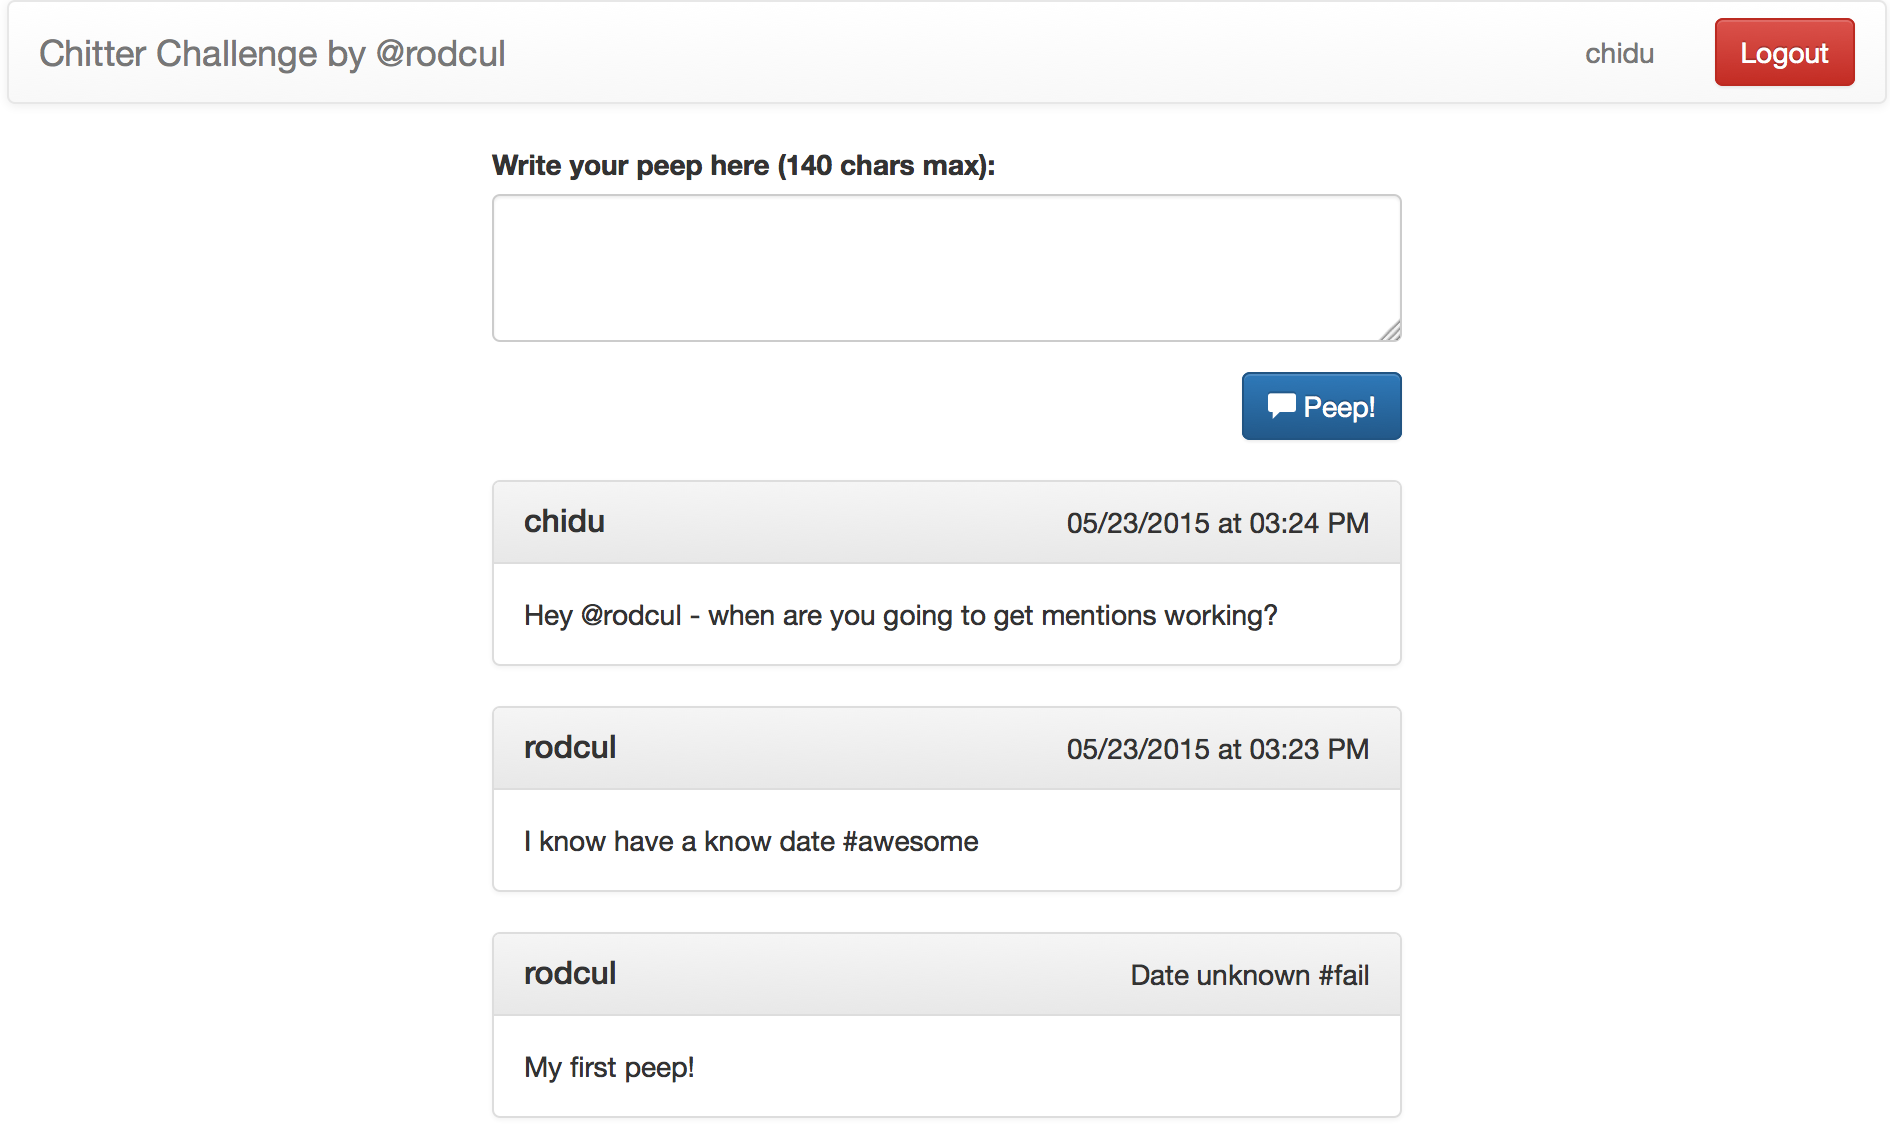 Chitter Challenge by @rodcul chidu Logout
Write your peep here (140 chars max):
Peep!
chidu 05/23/2015 at 03:24 PM
Hey @rodcul - when are you going to get mentions working?
rodcul 05/23/2015 at 03:23 PM
I know have a know date #awesome
rodcul Date unknown #fail
My first peep!